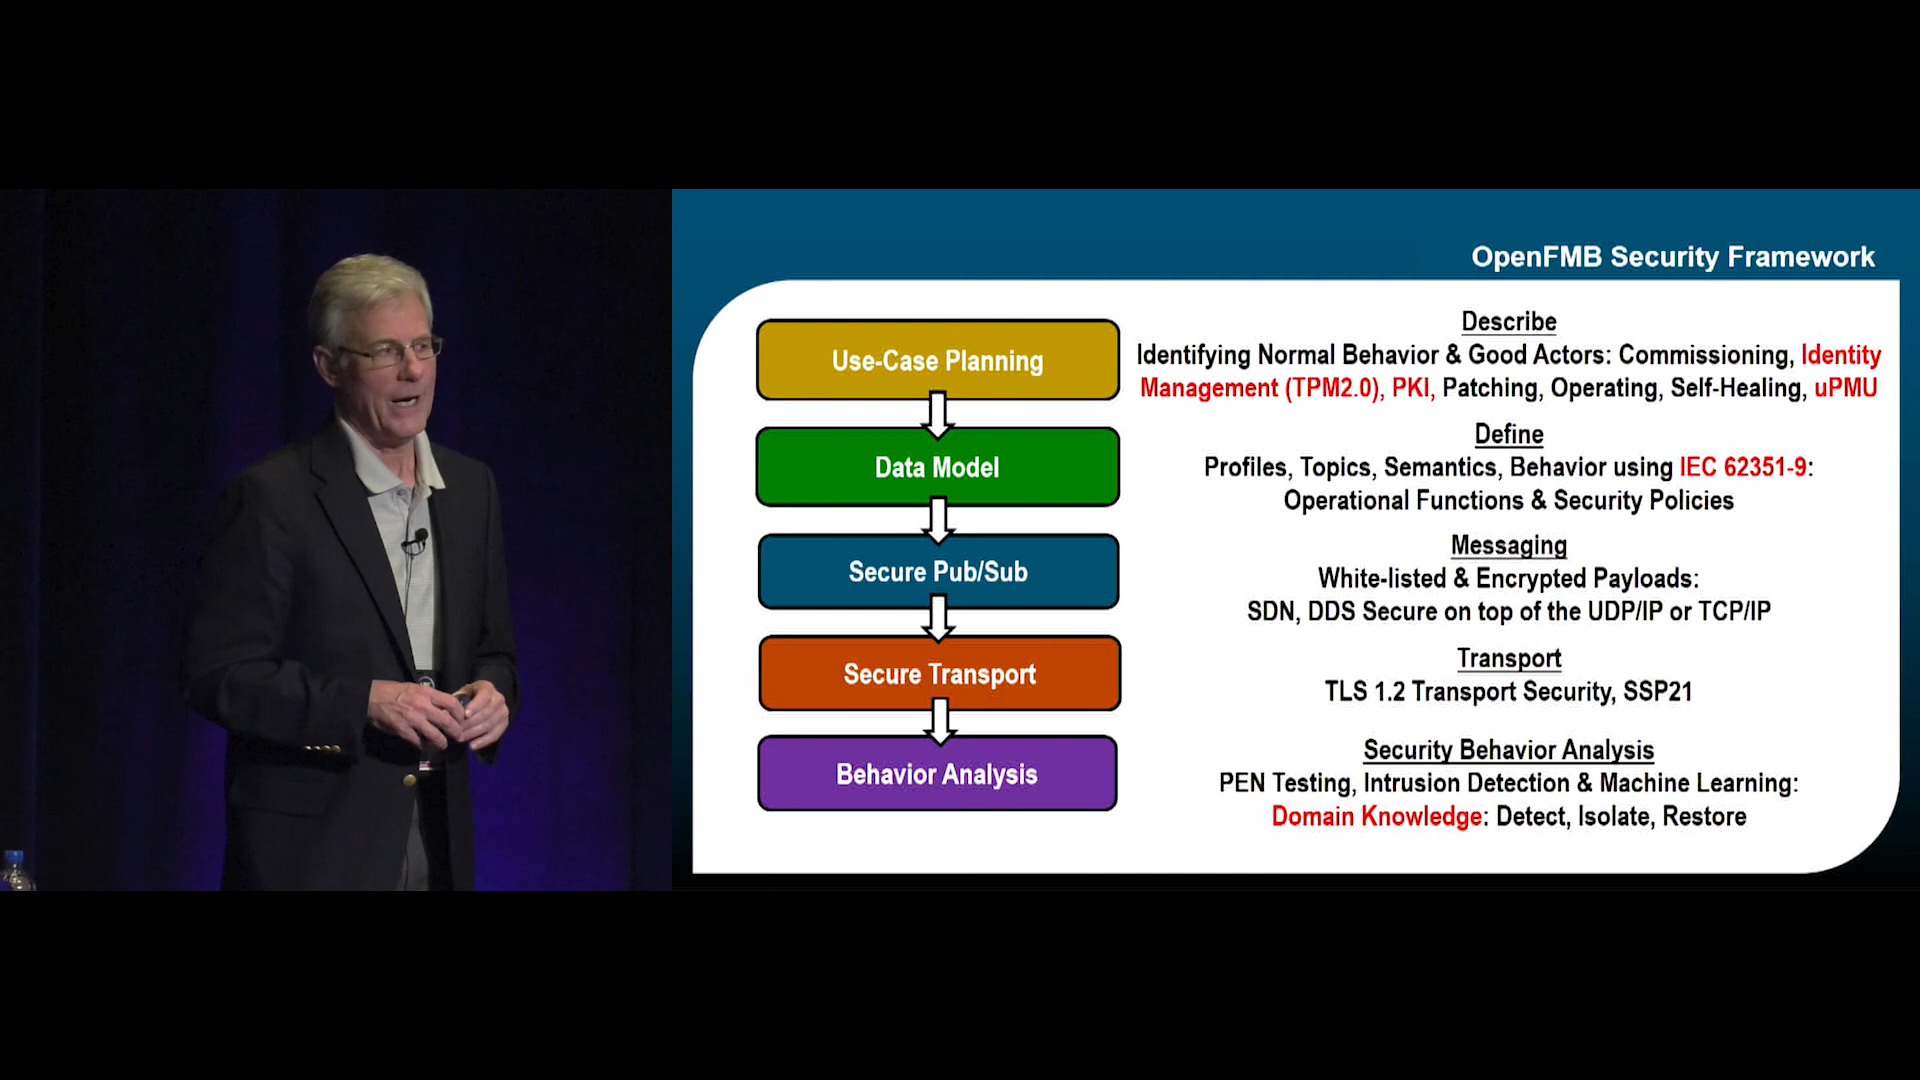 OpenFMB Security Framework
Use-Case Planning
Describe
Identifying Normal Behavior & Good Actors: Commissioning, Identity
Management (TPM2.0), PKI, Patching, Operating, Self-Healing, uPMU
Data Model
Define
Profiles, Topics, Semantics, Behavior using IEC 62351-9:
Operational Functions & Security Policies
Secure Pub/Sub
Messaging
White-listed & Encrypted Payloads:
SDN, DDS Secure on top of the UDP/IP or TCP/IP
Secure Transport
Transport
TLS 1.2 Transport Security, SSP21
Behavior Analysis
Security Behavior Analysis
PEN Testing, Intrusion Detection & Machine Learning:
Domain Knowledge: Detect, Isolate, Restore